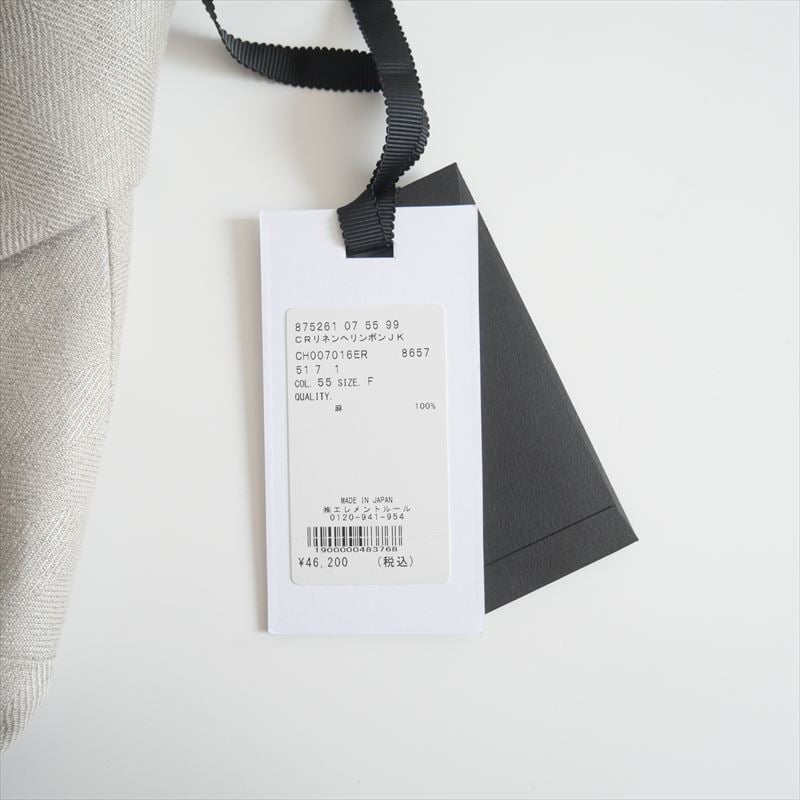 875261 07 55 99
CRリネンヘリンボンJK
CH007016ER 8657
51 7 1
COL. 55 SIZE. F
QUALITY.
麻 100%
MADE IN JAPAN
㈱エレメントルール
0120-941-954
1900000483768
¥46,200 (税込)